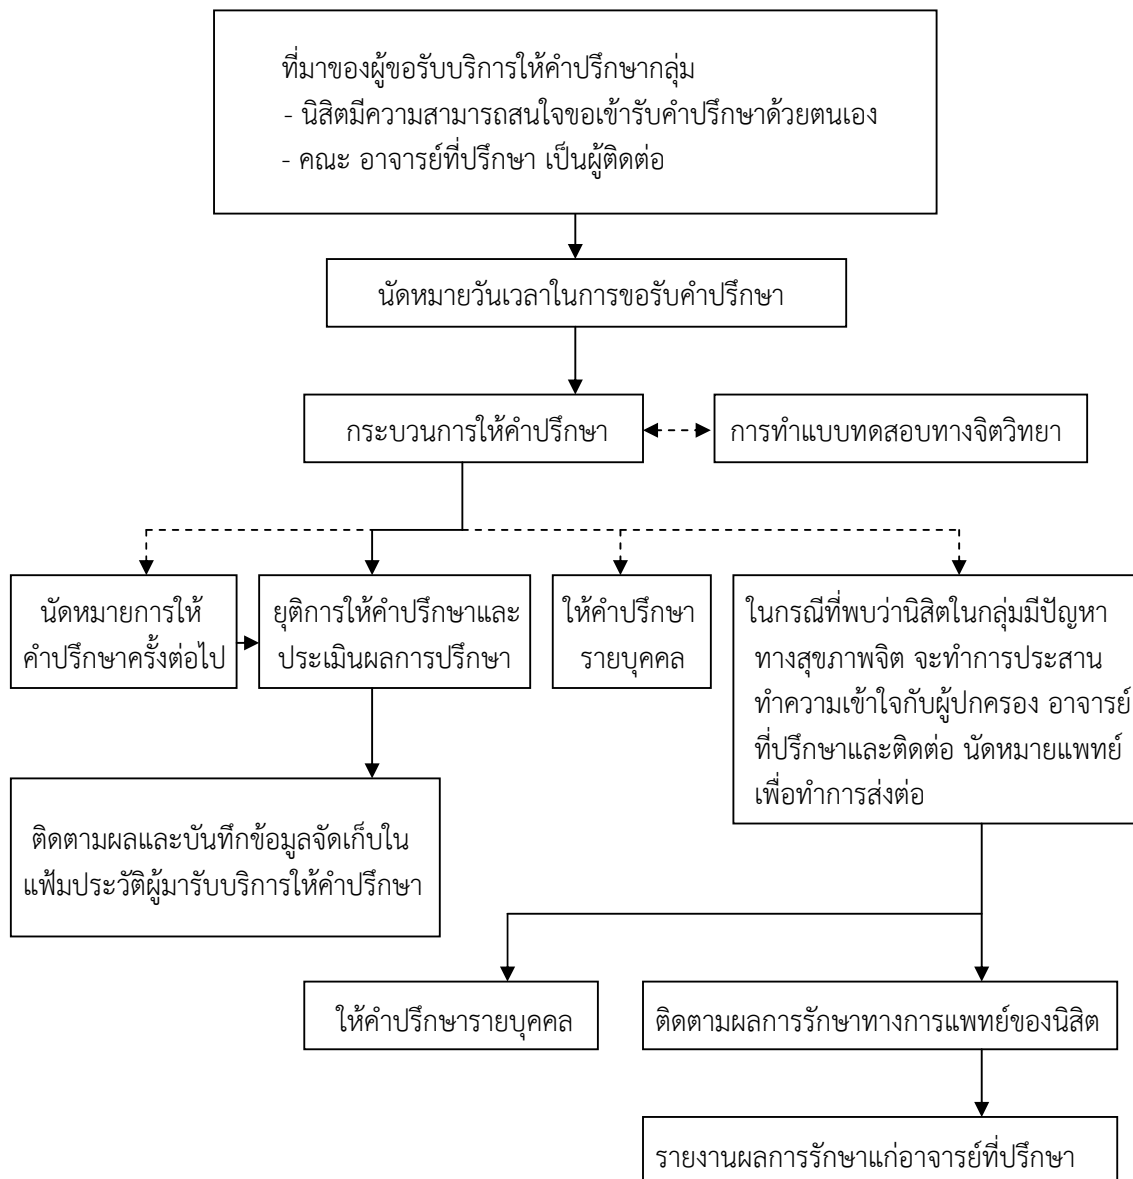 ที่มาของผู้ขอรับบริการให้คำปรึกษากลุ่ม
- นิสิตมีความสามารถสนใจขอเข้ารับคำปรึกษาด้วยตนเอง
- คณะ อาจารย์ที่ปรึกษา เป็นผู้ติดต่อ
นัดหมายวันเวลาในการขอรับคำปรึกษา
กระบวนการให้คำปรึกษา
การทำแบบทดสอบทางจิตวิทยา
นัดหมายการให้
คำปรึกษาครั้งต่อไป
ยุติการให้คำปรึกษาและ
ประเมินผลการปรึกษา
ให้คำปรึกษา
รายบุคคล
ในกรณีที่พบว่านิสิตในกลุ่มมีปัญหา
ทางสุขภาพจิต จะทำการประสาน
ทำความเข้าใจกับผู้ปกครอง อาจารย์
ที่ปรึกษาและติดต่อ นัดหมายแพทย์
เพื่อทำการส่งต่อ
ติดตามผลและบันทึกข้อมูลจัดเก็บใน
แฟ้มประวัติผู้มารับบริการให้คำปรึกษา
ให้คำปรึกษารายบุคคล
ติดตามผลการรักษาทางการแพทย์ของนิสิต
รายงานผลการรักษาแก่อาจารย์ที่ปรึกษา